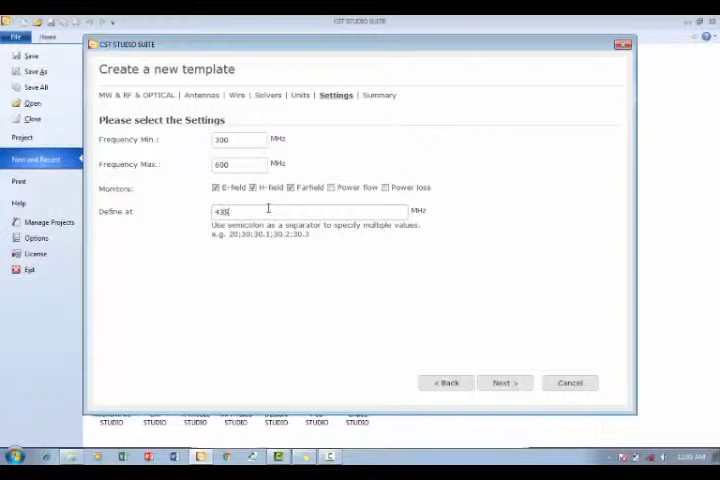 CST STUDIO SUITE
File Home
CST STUDIO SUITE
Save
Save As
Save All
Open
Close
Project
New and Recent
Print
Help
Manage Projects
Options
License
Exit
Create a new template
MW & RF & OPTICAL | Antennas | Wire | Solvers | Units | Settings | Summary
Please select the Settings
Frequency Min.: 300 MHz
Frequency Max.: 600 MHz
Monitors: E-field H-field Farfield Power flow Power loss
Define at 435 MHz
Use semicolon as a separator to specify multiple values.
e.g. 20;30;30.1;30.2;30.3
< Back Next > Cancel
STUDIO STUDIO STUDIO STUDIO STUDIO STUDIO STUDIO